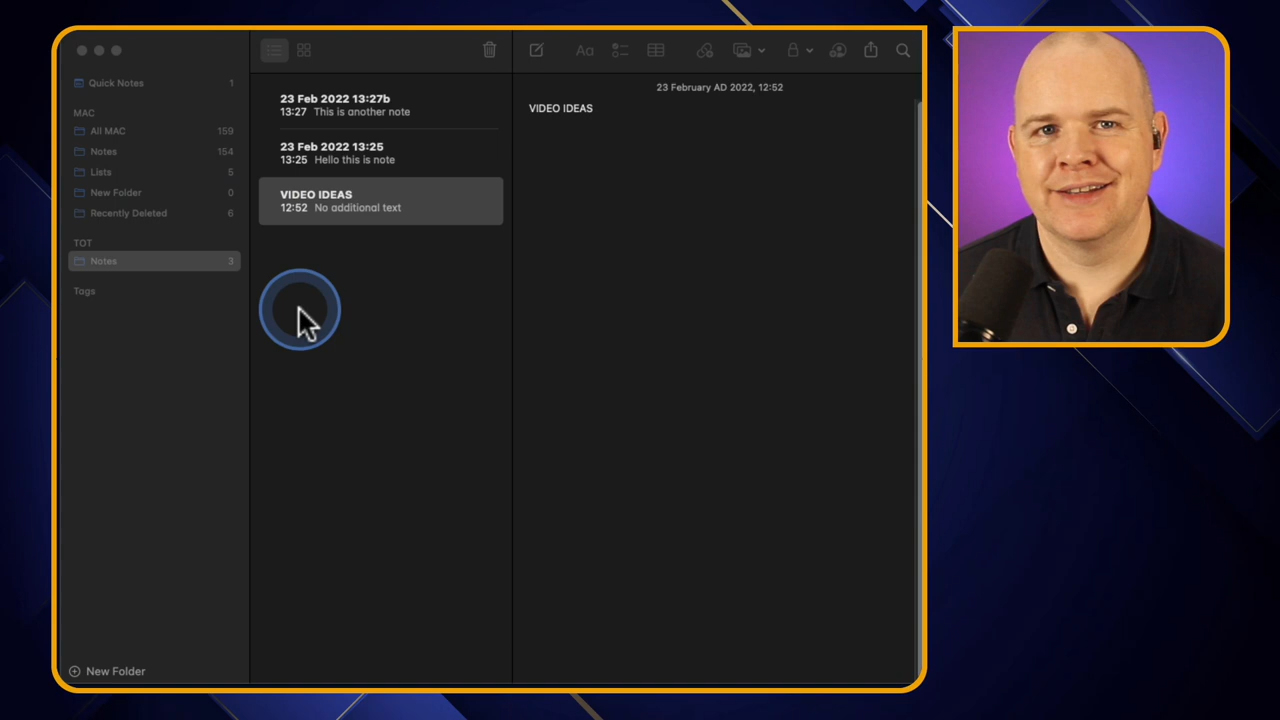 Quick Notes 1
MAC
All MAC 159
Notes 154
Lists 5
New Folder 0
Recently Deleted 6
TOT
Notes 3
Tags
New Folder
23 Feb 2022 13:27b
13:27 This is another note
23 Feb 2022 13:25
13:25 Hello this is note
VIDEO IDEAS
12:52 No additional text
Aa
23 February AD 2022, 12:52
VIDEO IDEAS